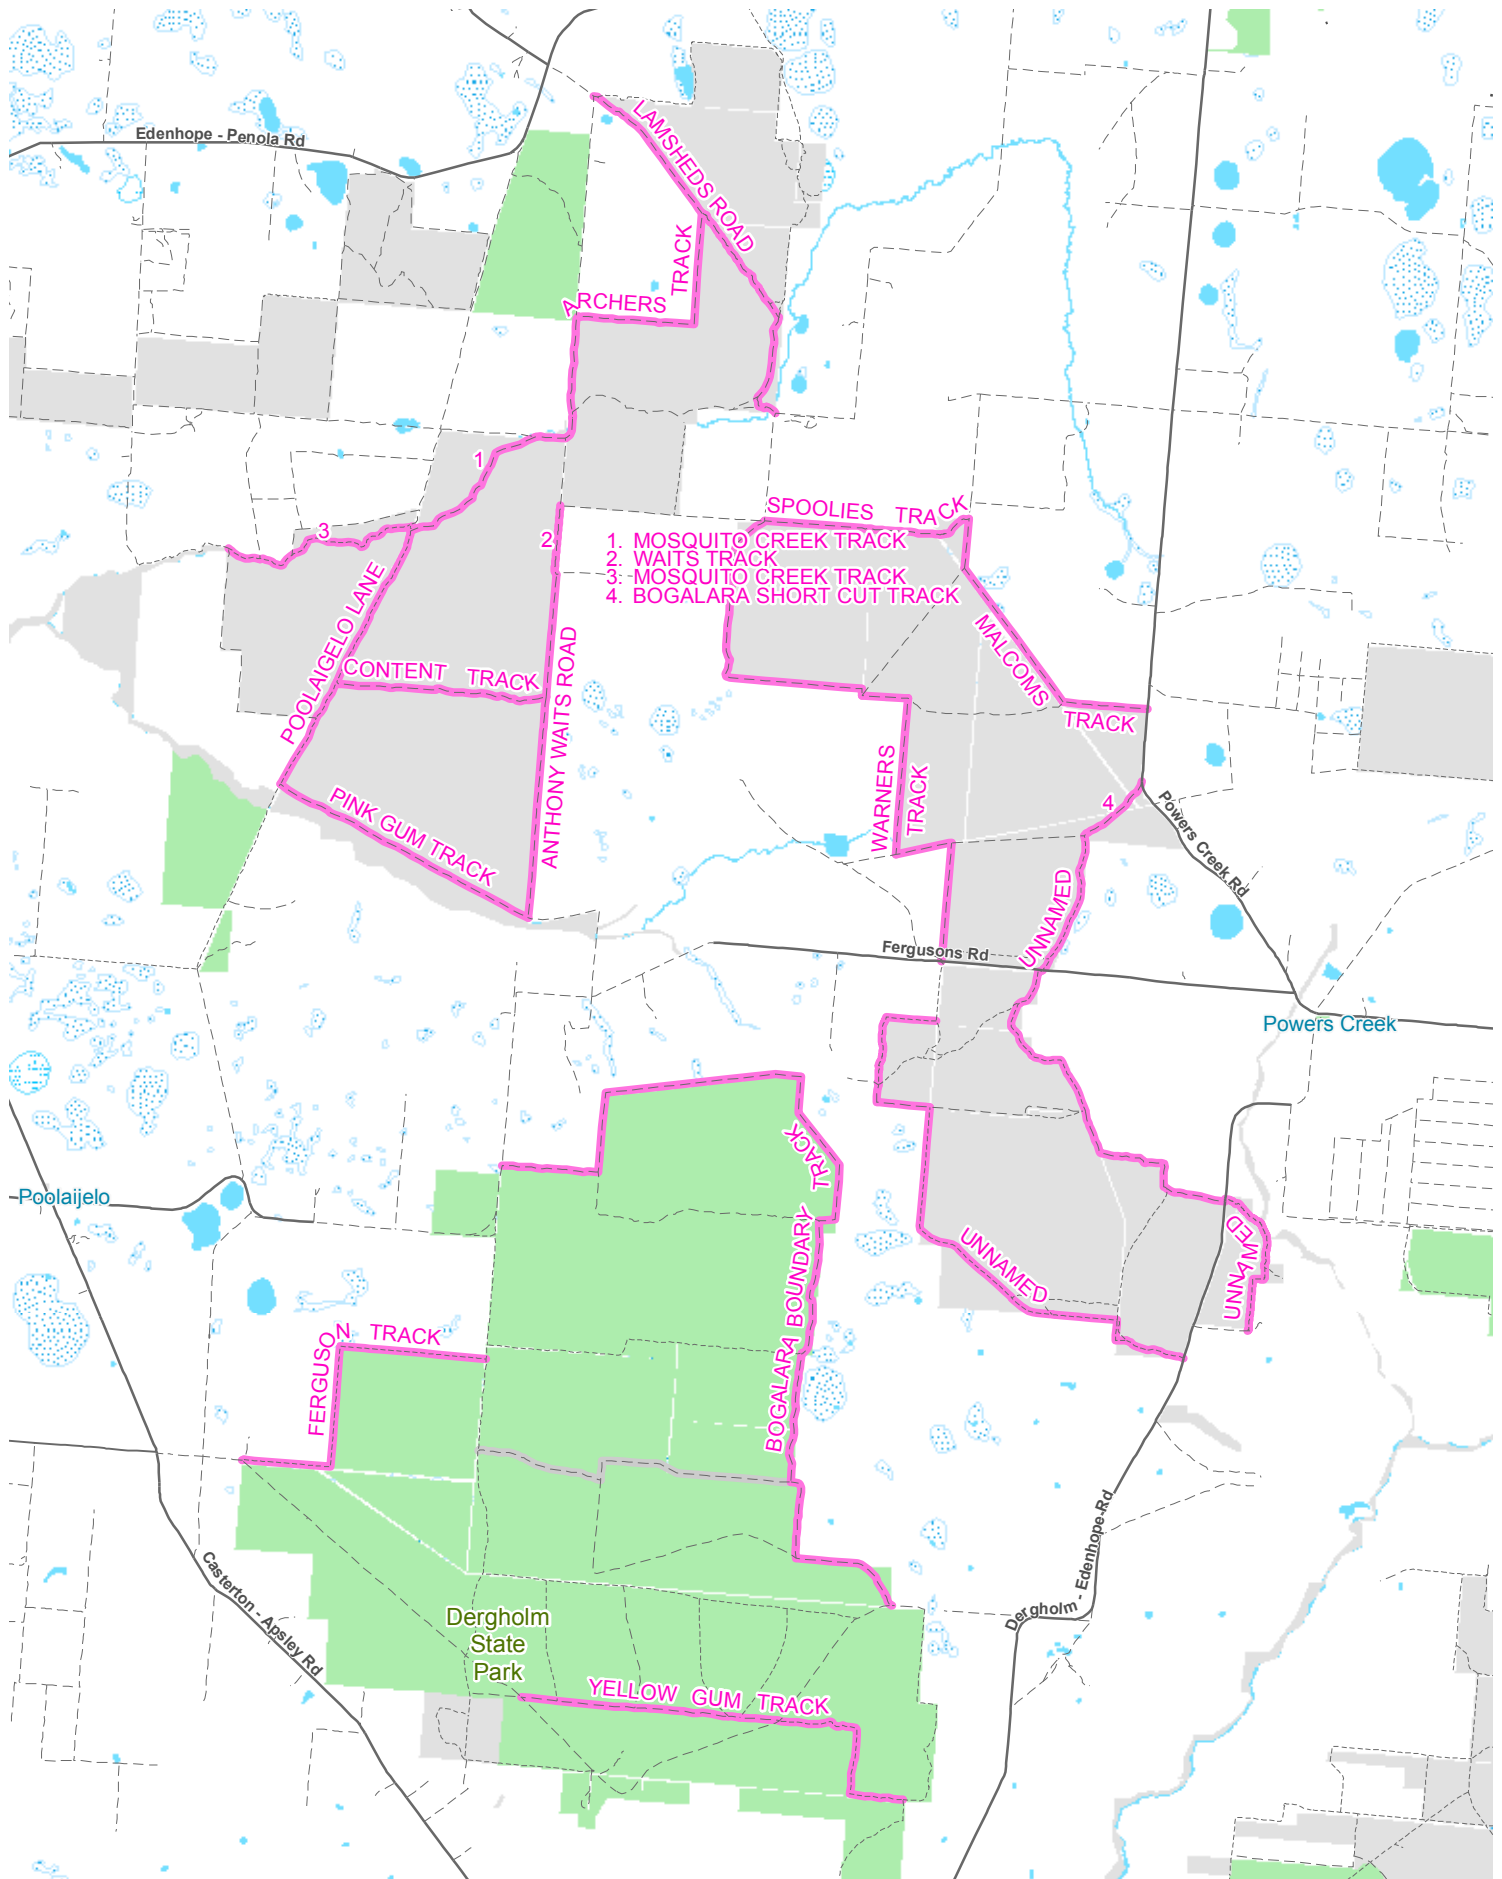 LAMSHEDS ROAD
Edenhope - Penola Rd
ARCHERS TRACK
1
3
2
SPOOLIES TRACK
1. MOSQUITO CREEK TRACK
2. WAITS TRACK
3. MOSQUITO CREEK TRACK
4. BOGALARA SHORT CUT TRACK
POOLAIGELO LANE
CONTENT TRACK
ANTHONY WAITS ROAD
MALCOMS TRACK
PINK GUM TRACK
WARNERS TRACK
4
Powers Creek Rd
UNNAMED
Fergusons Rd
Powers Creek
BOGALARA BOUNDARY TRACK
Poolaijelo
UNNAMED
UNNAMED
FERGUSON TRACK
Casterton - Apsley Rd
Dergholm - Edenhope-Rd
Dergholm
State
Park
YELLOW GUM TRACK